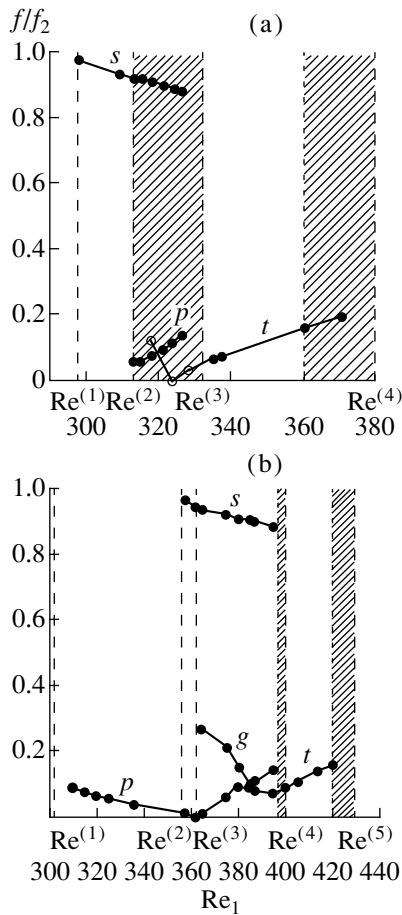 f/f₂
(a)
1.0
s
0.8
0.6
0.4
0.2
p
t
0
Re⁽¹⁾ Re⁽²⁾ Re⁽³⁾ Re⁽⁴⁾
300 320 340 360 380
(b)
1.0
s
0.8
0.6
0.4
g
0.2
p
t
Re⁽¹⁾ Re⁽²⁾ Re⁽³⁾ Re⁽⁴⁾ Re⁽⁵⁾
300 320 340 360 380 400 420 440
Re₁